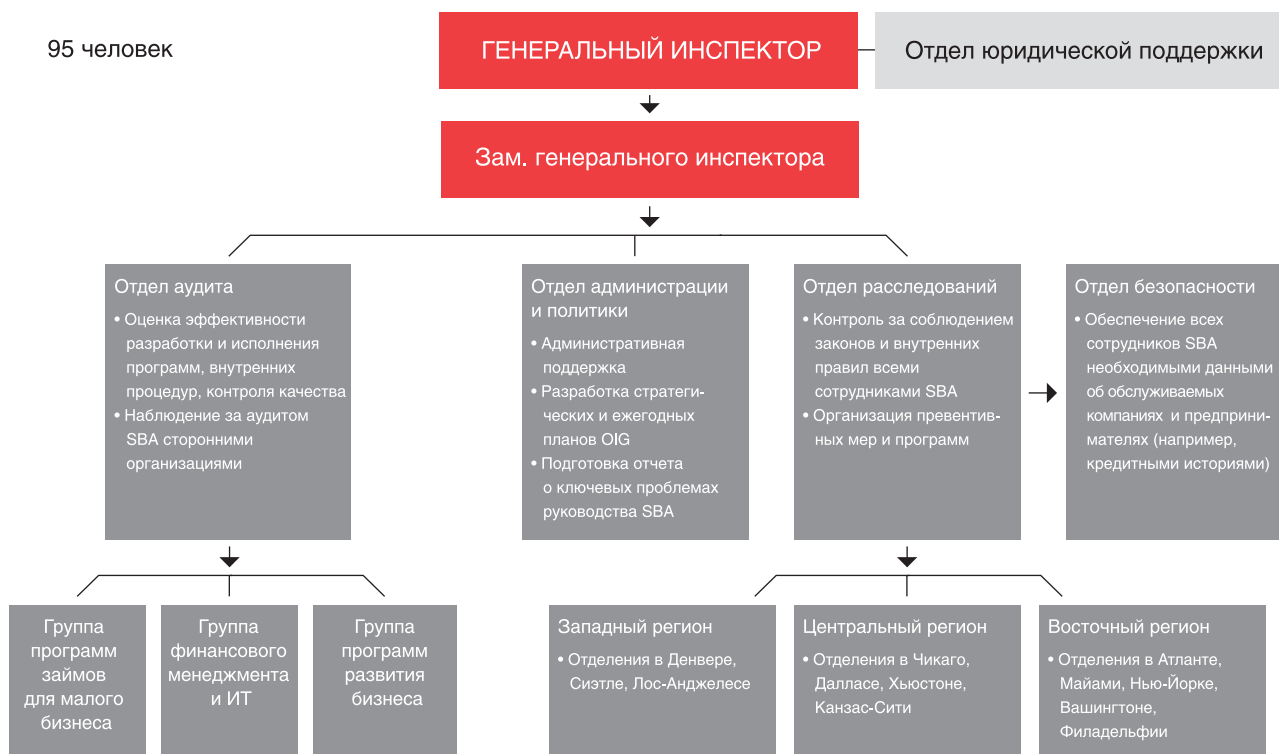 95 человек
ГЕНЕРАЛЬНЫЙ ИНСПЕКТОР
Отдел юридической поддержки
Зам. генерального инспектора
Отдел аудита
• Оценка эффективности
разработки и исполнения
программ, внутренних
процедур, контроля качества
• Наблюдение за аудитом
SBA сторонними
организациями
Отдел администрации
и политики
• Административная
поддержка
• Разработка стратеги-
ческих и ежегодных
планов OIG
• Подготовка отчета
о ключевых проблемах
руководства SBA
Отдел расследований
• Контроль за соблюдением
законов и внутренних
правил всеми
сотрудниками SBA
• Организация превентив-
ных мер и программ
Отдел безопасности
• Обеспечение всех
сотрудников SBA
необходимыми данными
об обслуживаемых
компаниях и предприни-
мателях (например,
кредитными историями)
Группа
программ
займов
для малого
бизнеса
Группа
финансового
менеджмента
и ИТ
Группа
программ
развития
бизнеса
Западный регион
• Отделения в Денвере,
Сиэтле, Лос-Анджелесе
Центральный регион
• Отделения в Чикаго,
Далласе, Хьюстоне,
Канзас-Сити
Восточный регион
• Отделения в Атланте,
Майами, Нью-Йорке,
Вашингтоне,
Филадельфии